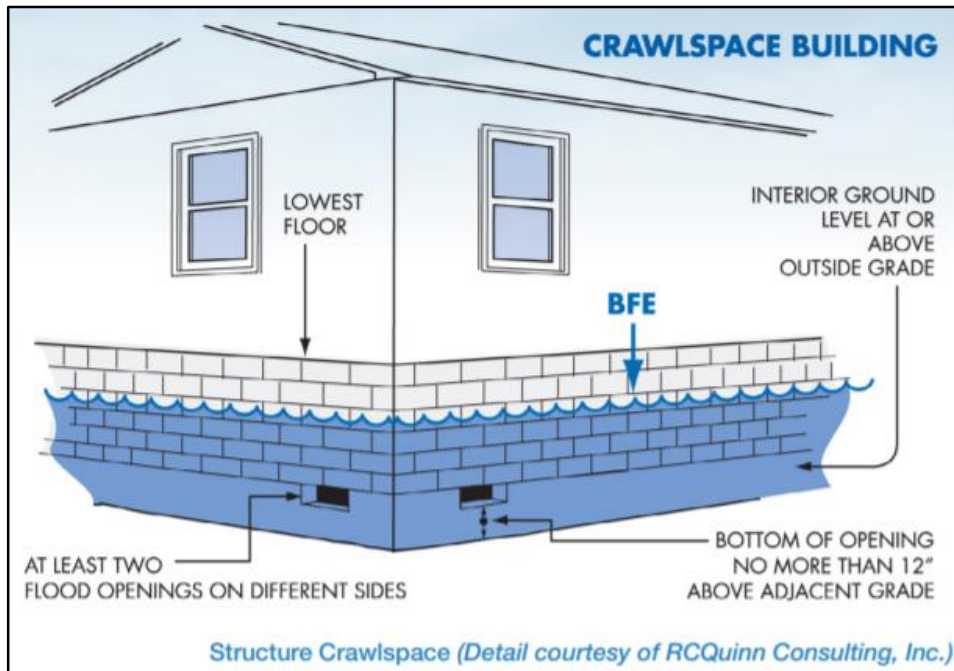 CRAWLSPACE BUILDING
LOWEST
FLOOR
INTERIOR GROUND
LEVEL AT OR
ABOVE
OUTSIDE GRADE
BFE
AT LEAST TWO
FLOOD OPENINGS ON DIFFERENT SIDES
BOTTOM OF OPENING
NO MORE THAN 12"
ABOVE ADJACENT GRADE
Structure Crawlspace (Detail courtesy of RCQuinn Consulting, Inc.)